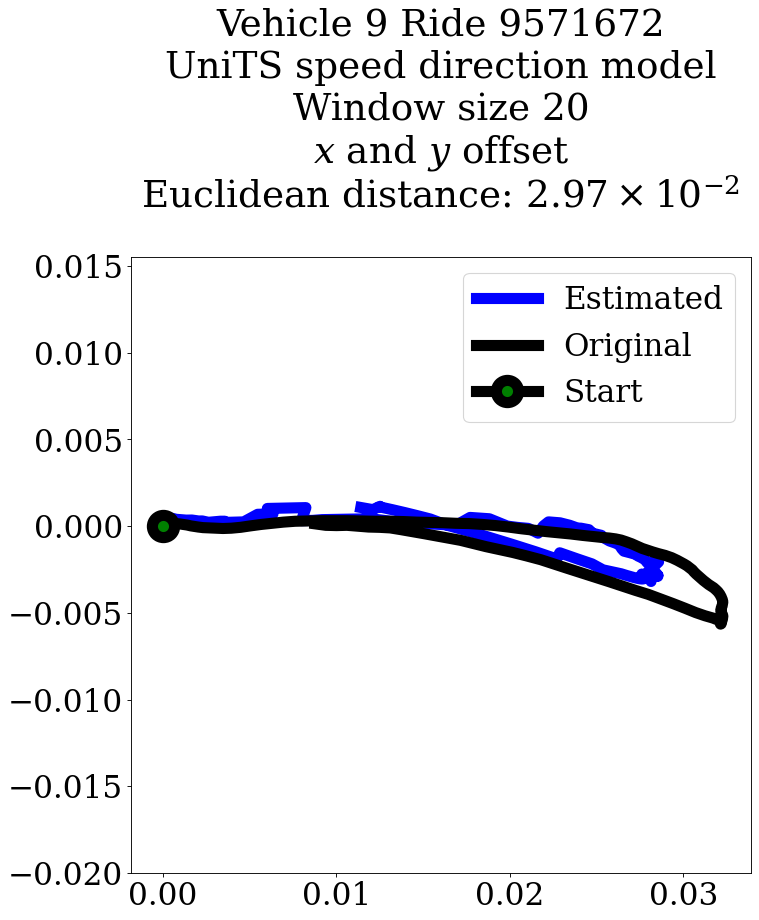 Vehicle 9 Ride 9571672
UniTS speed direction model
Window size 20
x and y offset
Euclidean distance: 2.97 × 10⁻²
0.015
Estimated
0.010
Original
0.005
Start
0.000
−0.005
−0.010
−0.015
−0.020
0.00 0.01 0.02 0.03